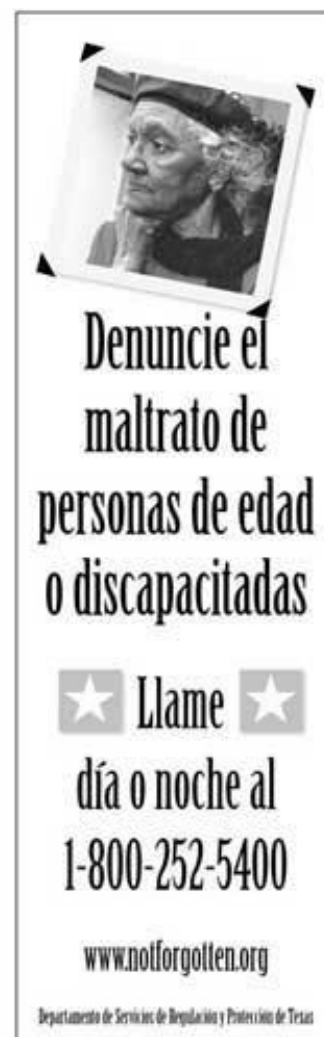 Denuncie el
maltrato de
personas de edad
o discapacitadas
Llame
día o noche al
1-800-252-5400
www.notforgotten.org
Departamento de Servicios de Regulación y Protección de Texas